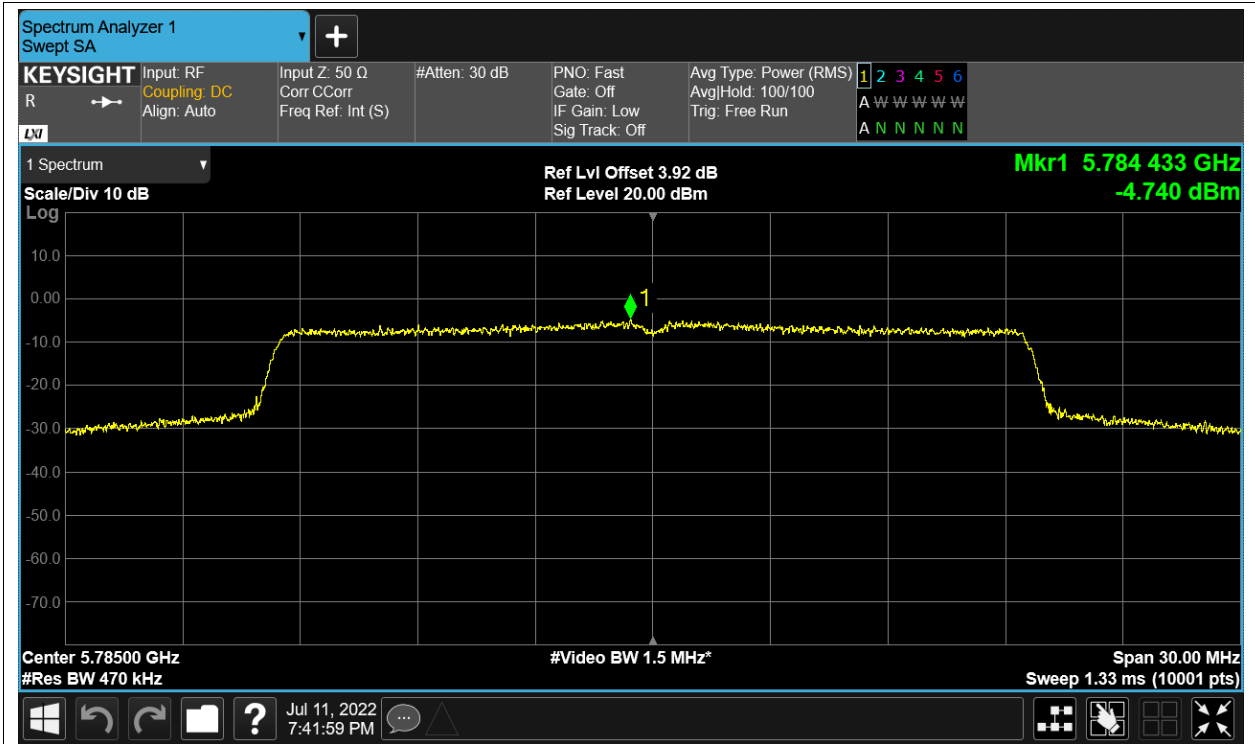 Spectrum Analyzer 1
Swept SA
KEYSIGHT
R
LXI
Input: RF
Coupling: DC
Align: Auto
Input Z: 50 Ω
Corr CCorr
Freq Ref: Int (S)
#Atten: 30 dB
PNO: Fast
Gate: Off
IF Gain: Low
Sig Track: Off
Avg Type: Power (RMS)
Avg|Hold: 100/100
Trig: Free Run
1 2 3 4 5 6
A W W W W W
A N N N N N
1 Spectrum
Scale/Div 10 dB
Log
Ref Lvl Offset 3.92 dB
Ref Level 20.00 dBm
Mkr1 5.784 433 GHz
-4.740 dBm
10.0
0.00
-10.0
-20.0
-30.0
-40.0
-50.0
-60.0
-70.0
1
Center 5.78500 GHz
#Res BW 470 kHz
#Video BW 1.5 MHz*
Span 30.00 MHz
Sweep 1.33 ms (10001 pts)
?
Jul 11, 2022
7:41:59 PM